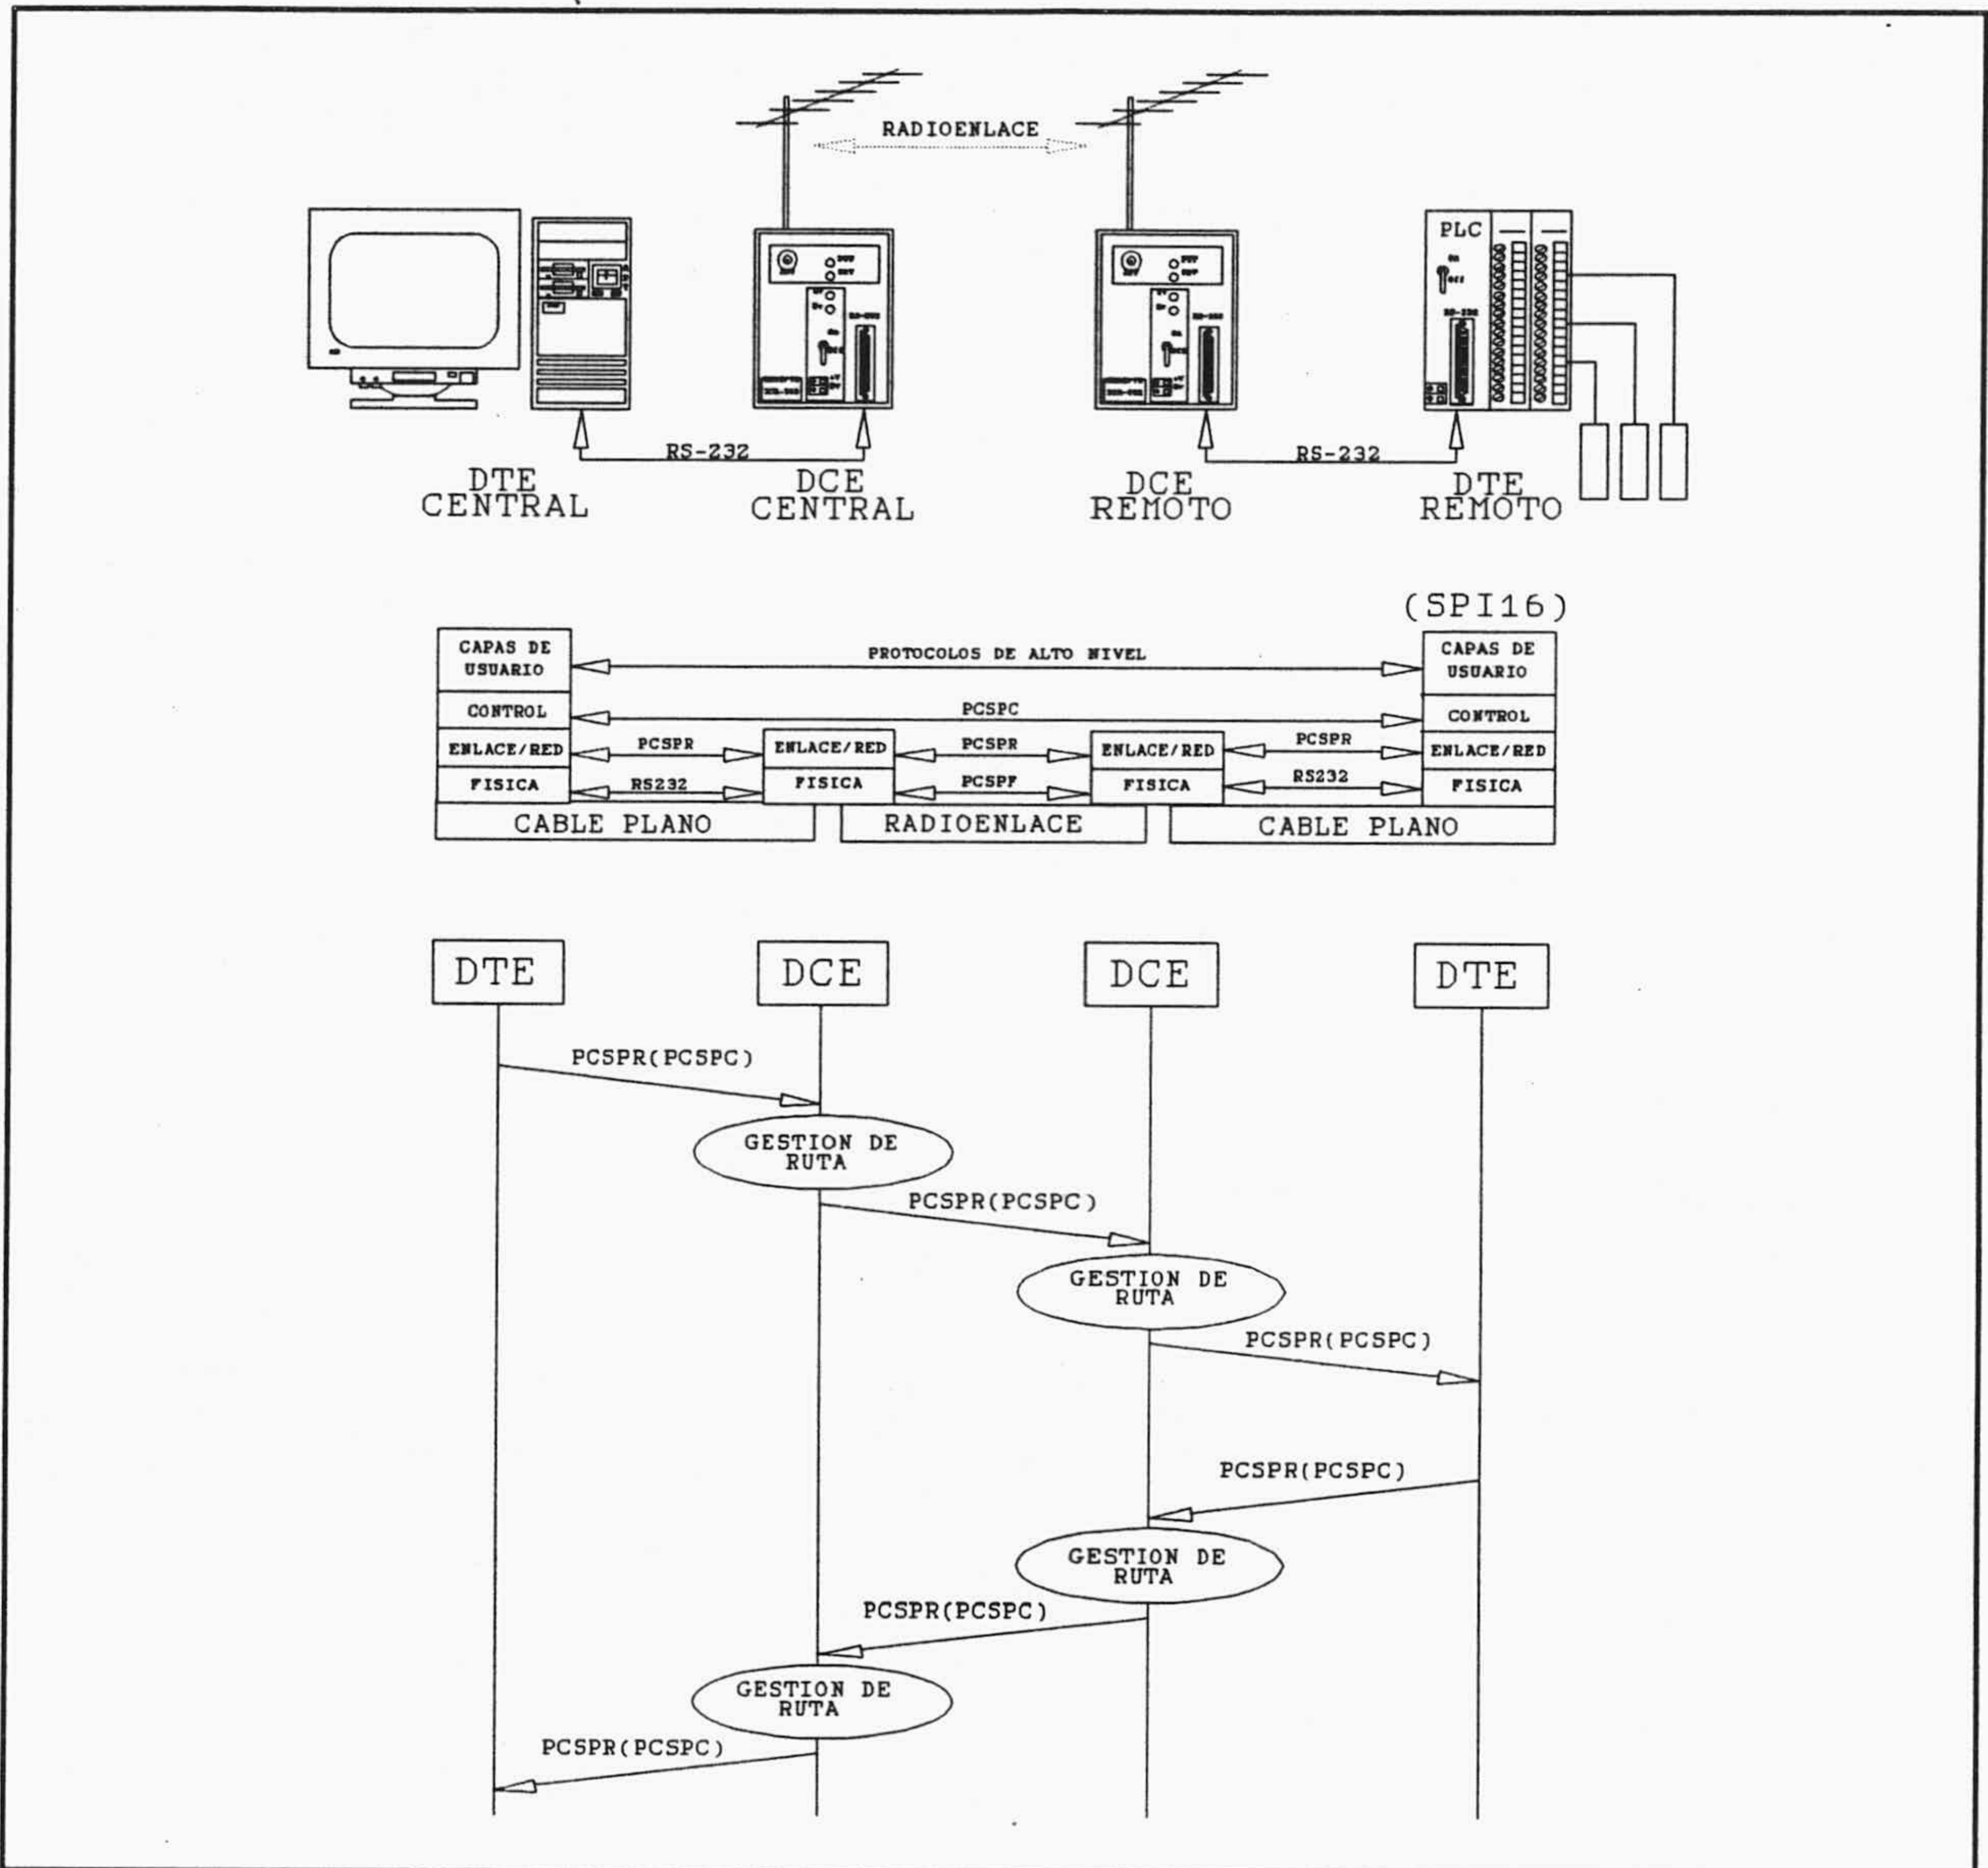 RADIOENLACE
PLC
On
RS-232
RS-232
RS-232
DTE
CENTRAL
DCE
CENTRAL
DCE
REMOTO
DTE
REMOTO
(SPI16)
CAPAS DE
USUARIO
PROTOCOLOS DE ALTO NIVEL
CAPAS DE
USUARIO
CONTROL
PCSPC
CONTROL
ENLACE/RED
PCSPR
ENLACE/RED
PCSPR
ENLACE/RED
PCSPR
ENLACE/RED
FISICA
RS232
FISICA
PCSPF
FISICA
RS232
FISICA
CABLE PLANO
RADIOENLACE
CABLE PLANO
DTE
DCE
DCE
DTE
PCSPR(PCSPC)
GESTION DE
RUTA
PCSPR(PCSPC)
GESTION DE
RUTA
PCSPR(PCSPC)
PCSPR(PCSPC)
GESTION DE
RUTA
PCSPR(PCSPC)
GESTION DE
RUTA
PCSPR(PCSPC)